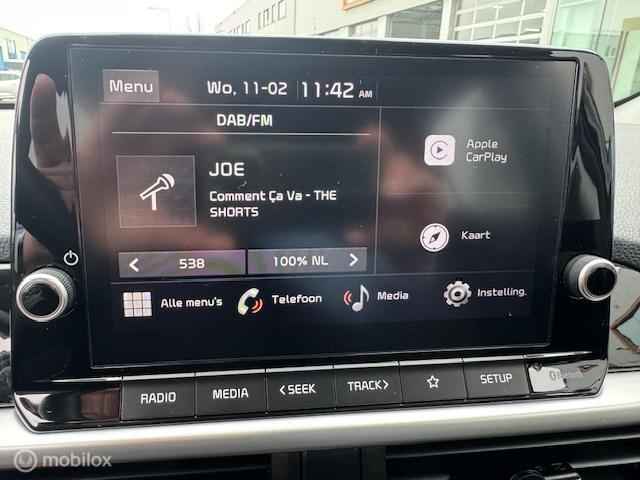 Menu
Wo, 11-02
11:42 AM
DAB/FM
JOE
Comment Ça Va - THE
SHORTS
< 538
100% NL >
Apple
CarPlay
Kaart
Alle menu's
Telefoon
Media
Instelling.
RADIO
MEDIA
<SEEK
TRACK>
☆
SETUP
mobilox